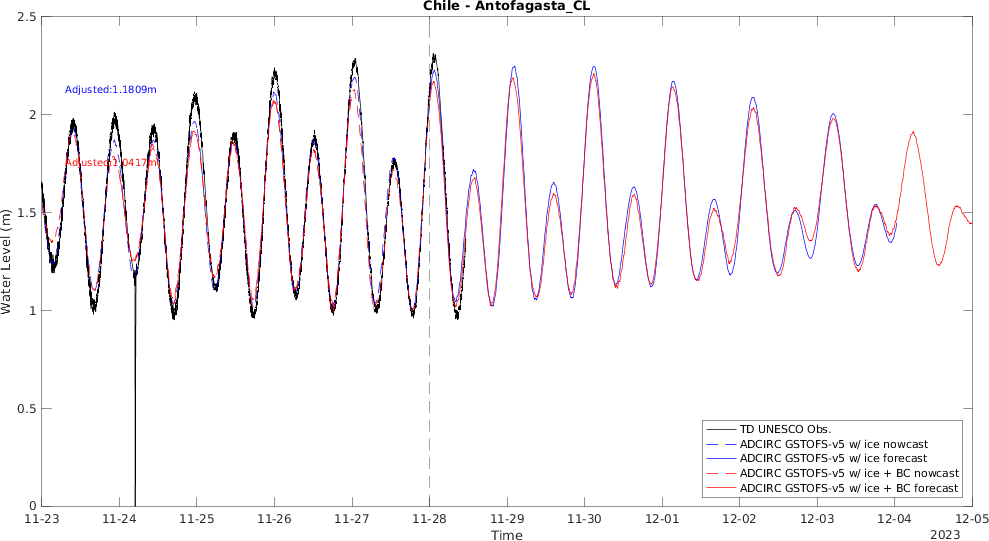 Chile - Antofagasta_CL
2.5
2
1.5
1
0.5
0
Water Level (m)
Adjusted:1.1809m
Adjusted:1.0417m
TD UNESCO Obs.
ADCIRC GSTOFS-v5 w/ ice nowcast
ADCIRC GSTOFS-v5 w/ ice forecast
ADCIRC GSTOFS-v5 w/ ice + BC nowcast
ADCIRC GSTOFS-v5 w/ ice + BC forecast
11-23 11-24 11-25 11-26 11-27 11-28 11-29 11-30 12-01 12-02 12-03 12-04 12-05
Time
2023